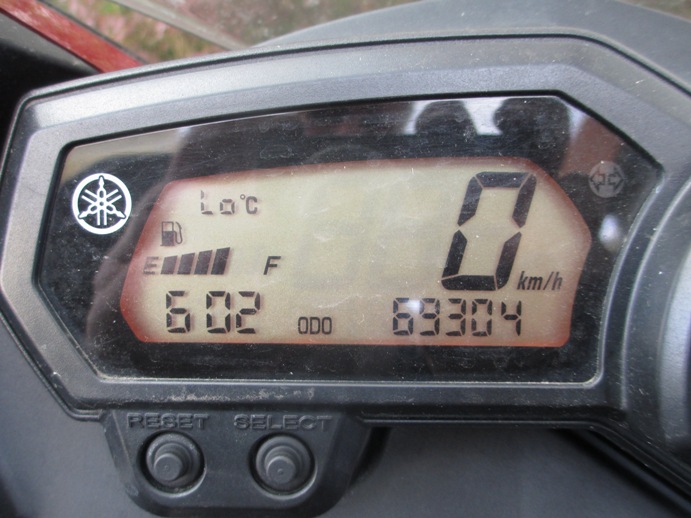 Lo°C
0 km/h
E F
6:02 ODO 69304
RESET SELECT